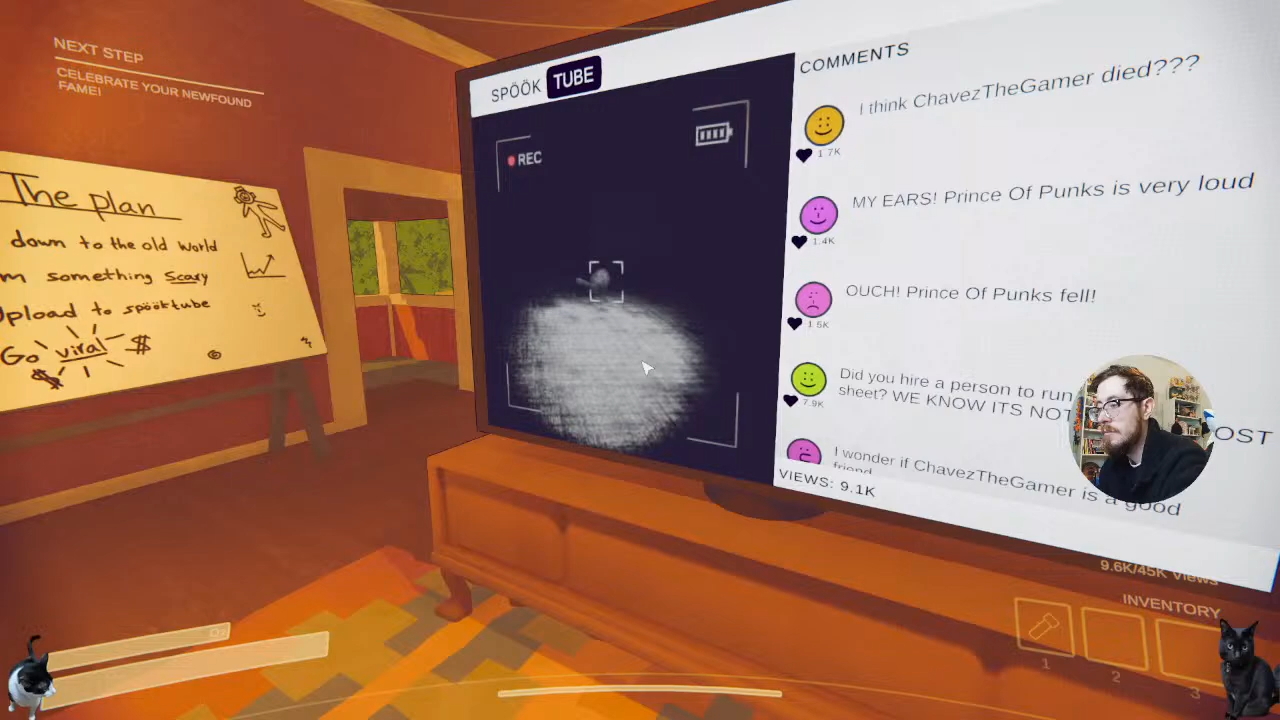 NEXT STEP
CELEBRATE YOUR NEWFOUND
FAME!
The plan
down to the old world
something Scary
upload to spööktube
Go viral $
$
SPÖÖK TUBE
REC
COMMENTS
I think ChavezTheGamer died???
1.7K
MY EARS! Prince Of Punks is very loud
1.4K
OUCH! Prince Of Punks fell!
1.5K
Did you hire a person to run
sheet? WE KNOW ITS NOT OST
7.9K
I wonder if ChavezTheGamer is a good
friend
VIEWS: 9.1K
9.6K/45K Views
INVENTORY
1
2
3